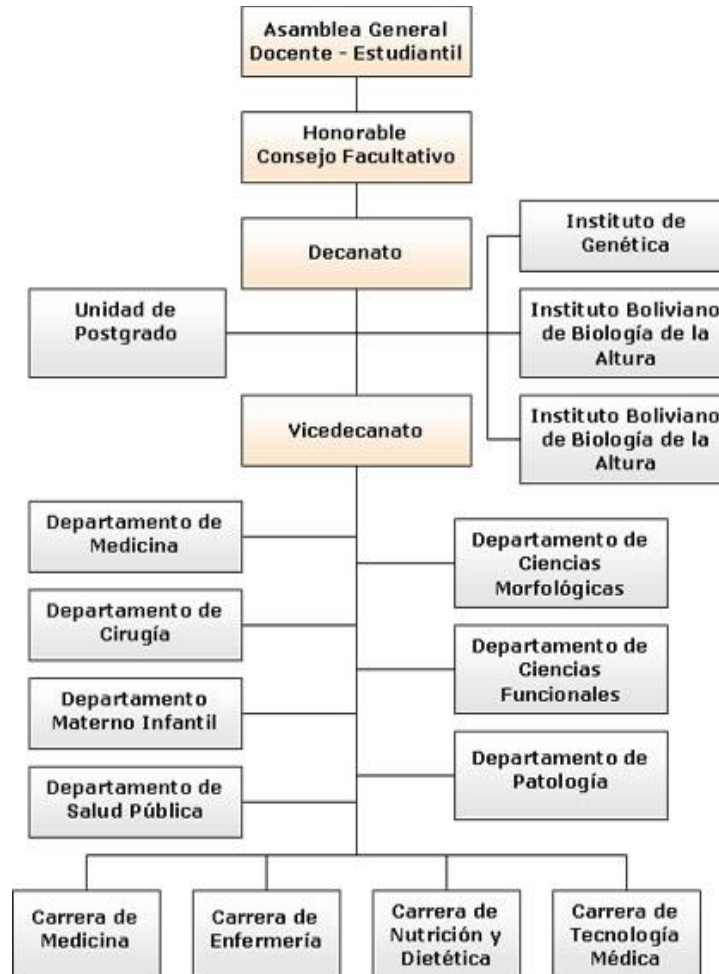 Asamblea General
Docente - Estudiantil
Honorable
Consejo Facultativo
Decanato
Instituto de
Genética
Unidad de
Postgrado
Instituto Boliviano
de Biología de la
Altura
Vicedecanato
Instituto Boliviano
de Biología de la
Altura
Departamento de
Medicina
Departamento de
Ciencias
Morfológicas
Departamento de
Cirugía
Departamento de
Ciencias
Funcionales
Departamento
Materno Infantil
Departamento de
Patología
Departamento de
Salud Pública
Carrera de
Medicina
Carrera de
Enfermería
Carrera de
Nutrición y
Dietética
Carrera de
Tecnología
Médica